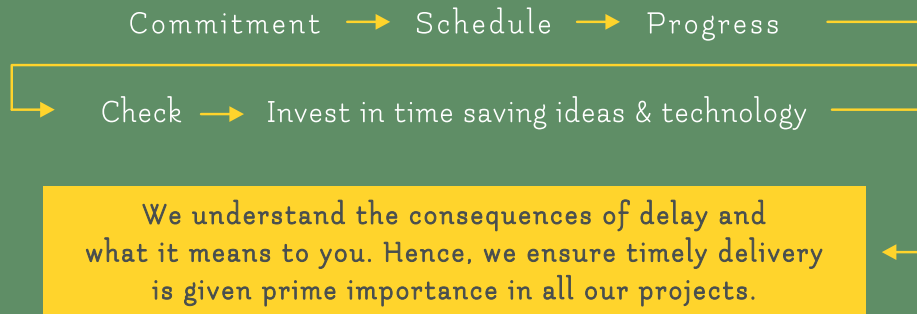 Commitment → Schedule → Progress
Check → Invest in time saving ideas & technology
We understand the consequences of delay and
what it means to you. Hence, we ensure timely delivery
is given prime importance in all our projects.